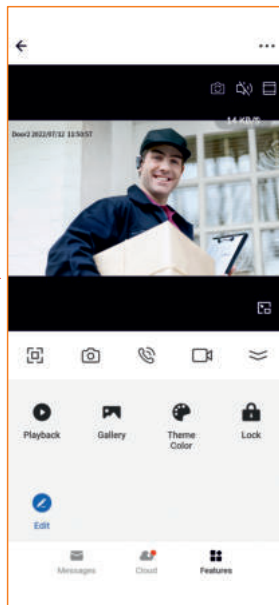 14 KB/S
Door2 2022/07/12 11:50:57
Playback
Gallery
Theme Color
Lock
Edit
Messages
Cloud
Features